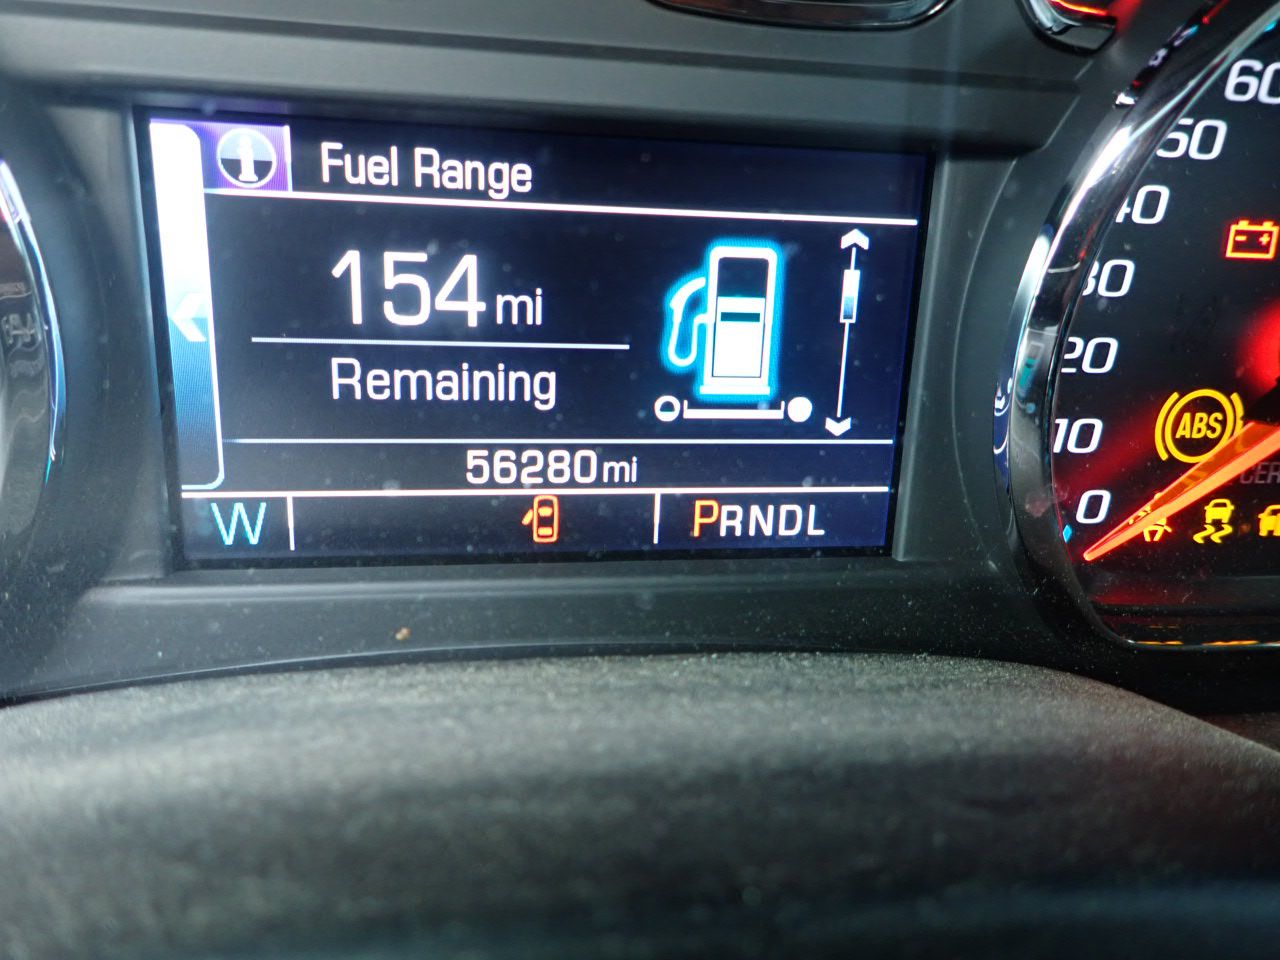 Fuel Range
154 mi
Remaining
56280 mi
W
PRNDL
60
50
40
30
20
10
0
ABS